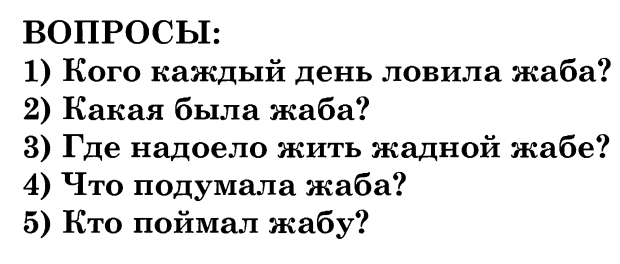 ВОПРОСЫ:
1) Кого каждый день ловила жаба?
2) Какая была жаба?
3) Где надоело жить жадной жабе?
4) Что подумала жаба?
5) Кто поймал жабу?